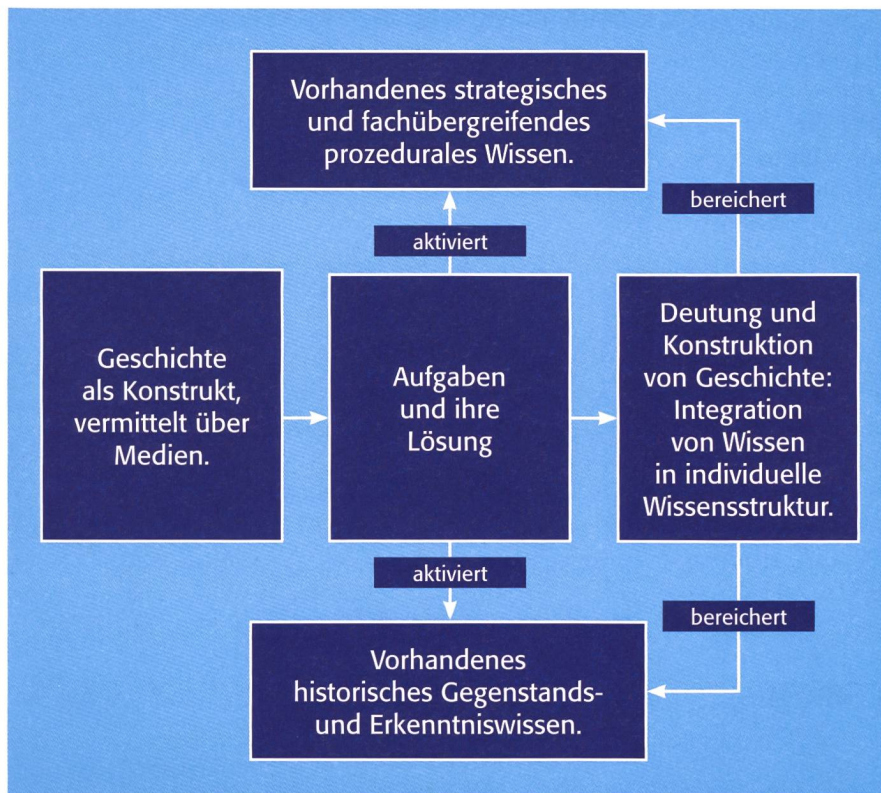 Vorhandenes strategisches
und fachübergreifendes
prozedurales Wissen.
bereichert
aktiviert
Geschichte
als Konstrukt,
vermittelt über
Medien.
Aufgaben
und ihre
Lösung
Deutung und
Konstruktion
von Geschichte:
Integration
von Wissen
in individuelle
Wissensstruktur.
aktiviert
bereichert
Vorhandenes
historisches Gegenstands-
und Erkenntniswissen.